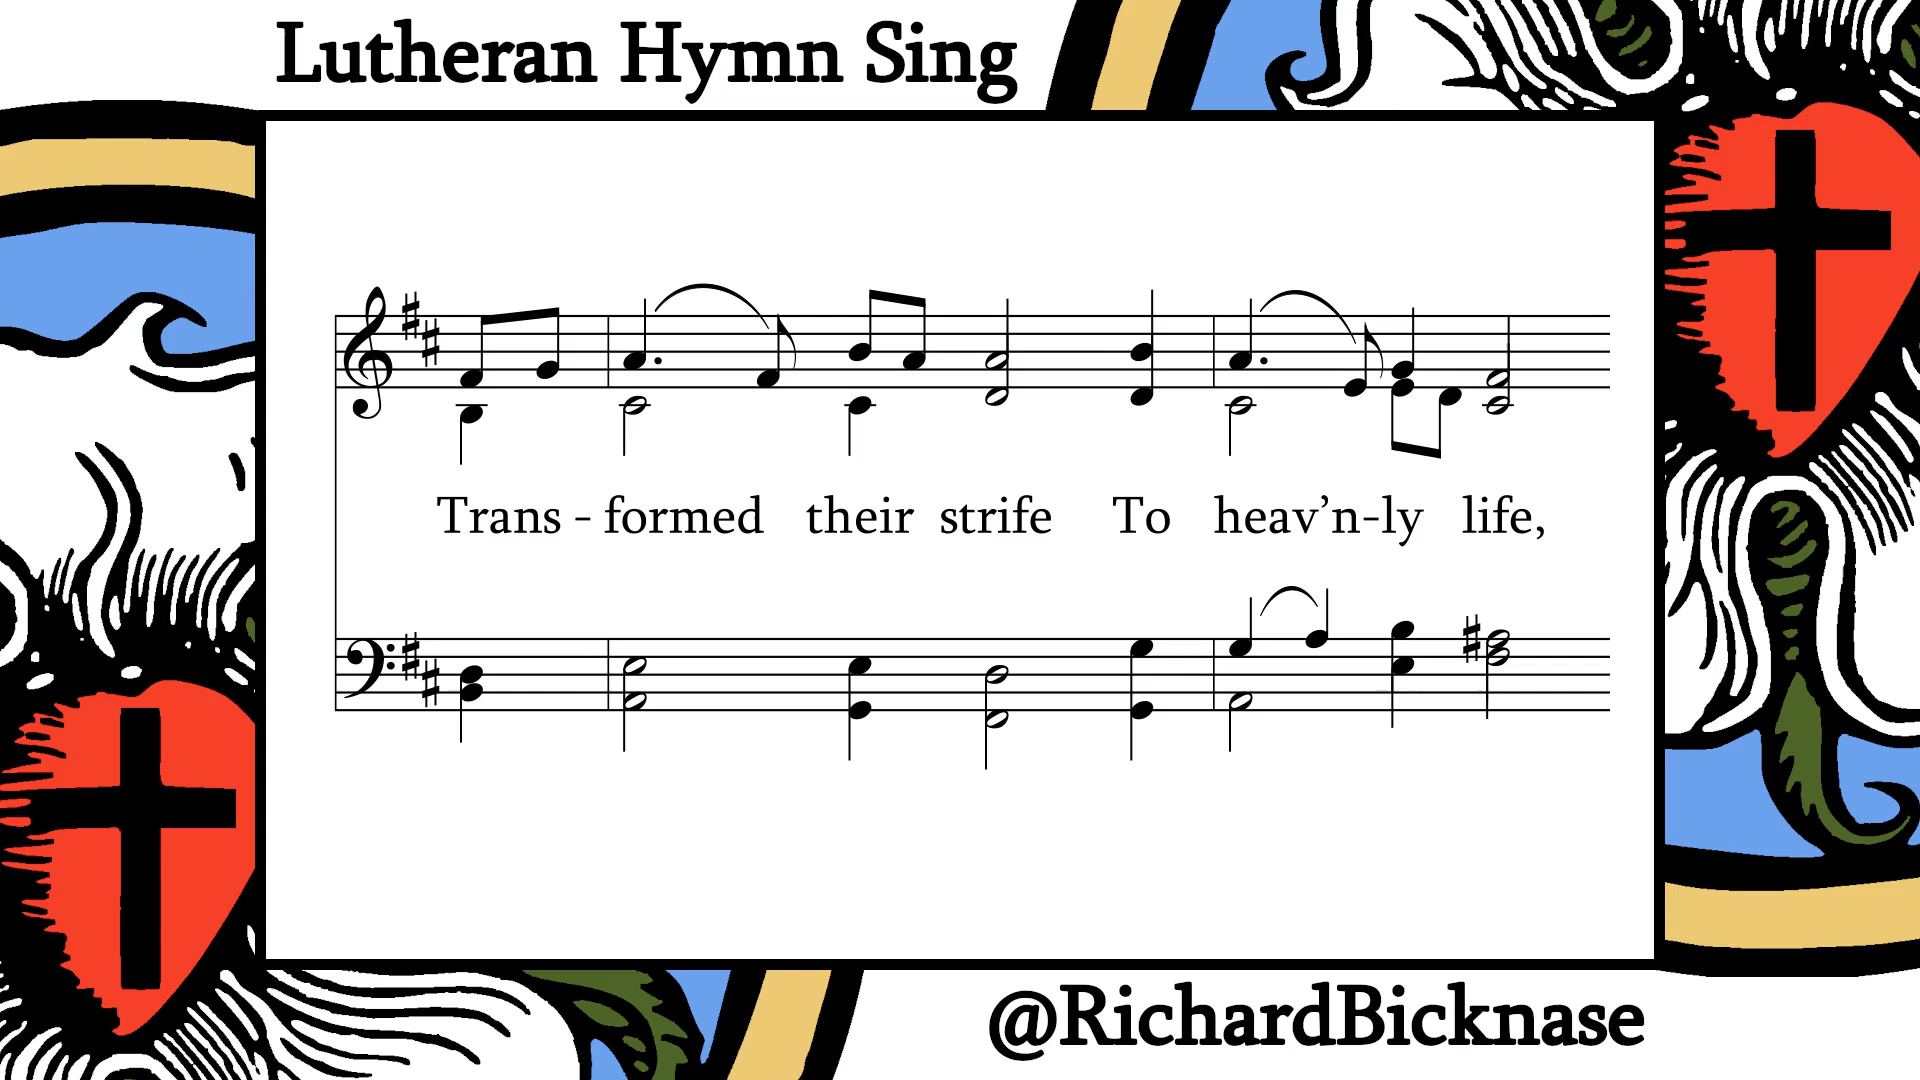 Lutheran Hymn Sing
Trans - formed their strife To heav’n-ly life,
@RichardBicknase